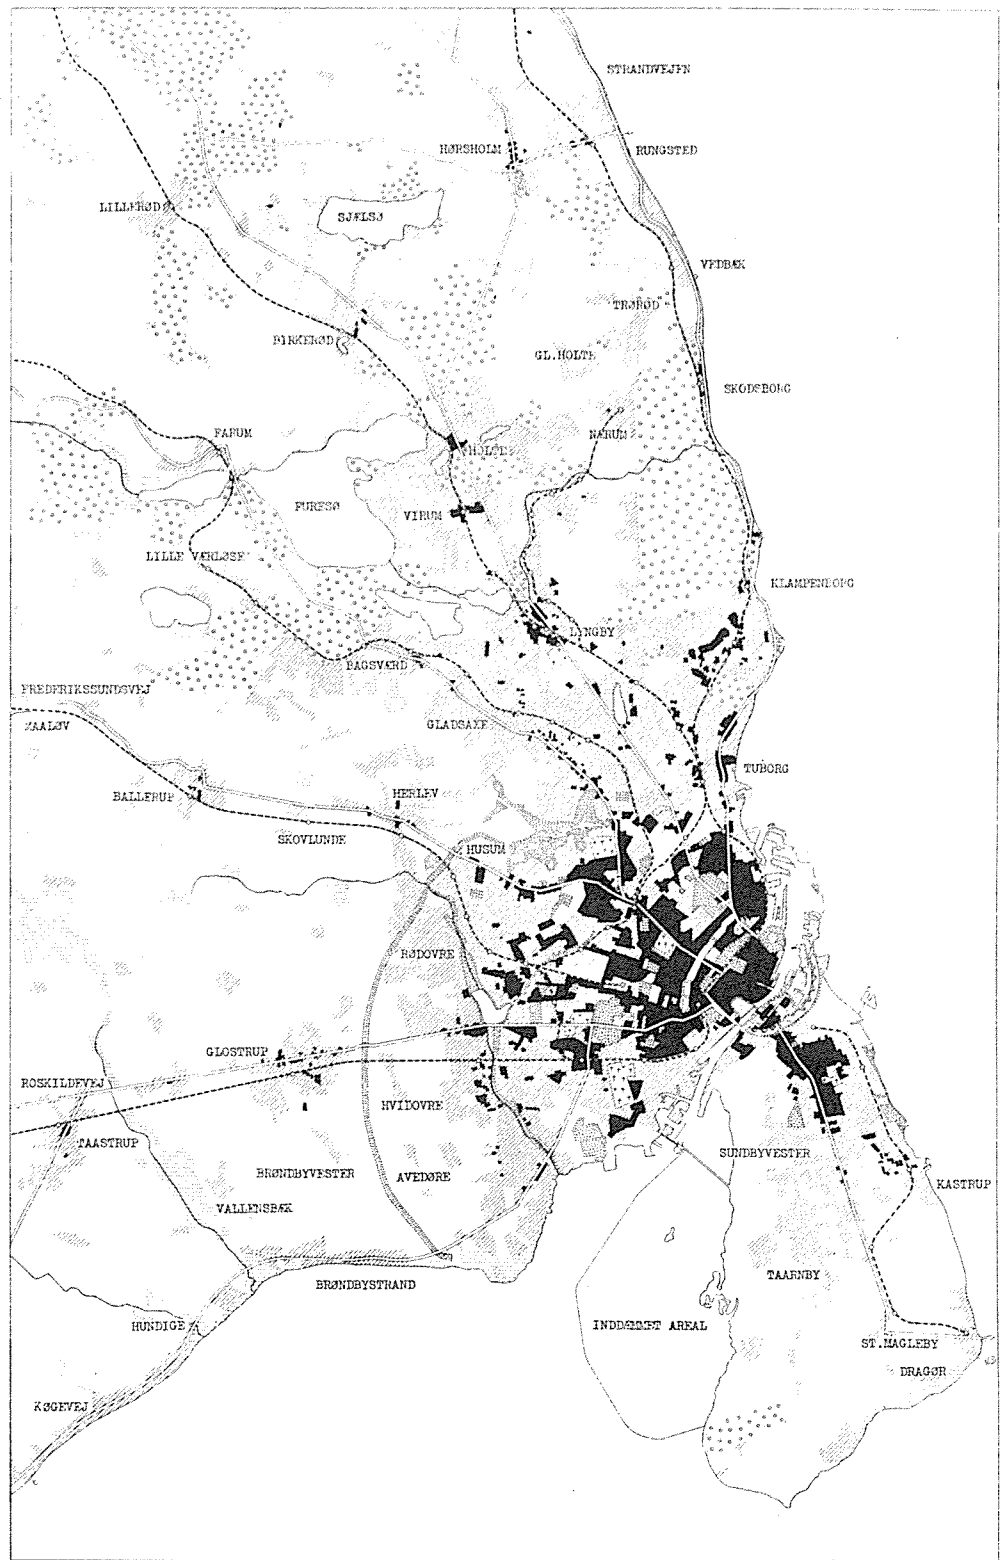 STRANDVEJEN
HØRSHOLM
RUNGSTED
LILLERØD
SJÆLSØ
VEDBÆK
TRØRØD
BIRKERØD
GL.HOLTE
SKODSBORG
FARUM
NÆRUM
HOLTE
FURESØ
VIRUM
LILLE VÆRLØSE
KLAMPENBORG
LYNGBY
BAGSVÆRD
FREDERIKSSUNDSVEJ
MAALØV
GLADSAXE
TUBORG
BALLERUP
HERLEV
SKOVLUNDE
HUSUM
RØDOVRE
GLOSTRUP
ROSKILDEVEJ
HVIDOVRE
TAASTRUP
BRØNDBYVESTER
AVEDØRE
SUNDBYVESTER
KASTRUP
VALLENSBÆK
TAARNBY
BRØNDBYSTRAND
HUNDIGE
INDDÆMMET AREAL
ST.MAGLEBY
DRAGØR
KØGEVEJ